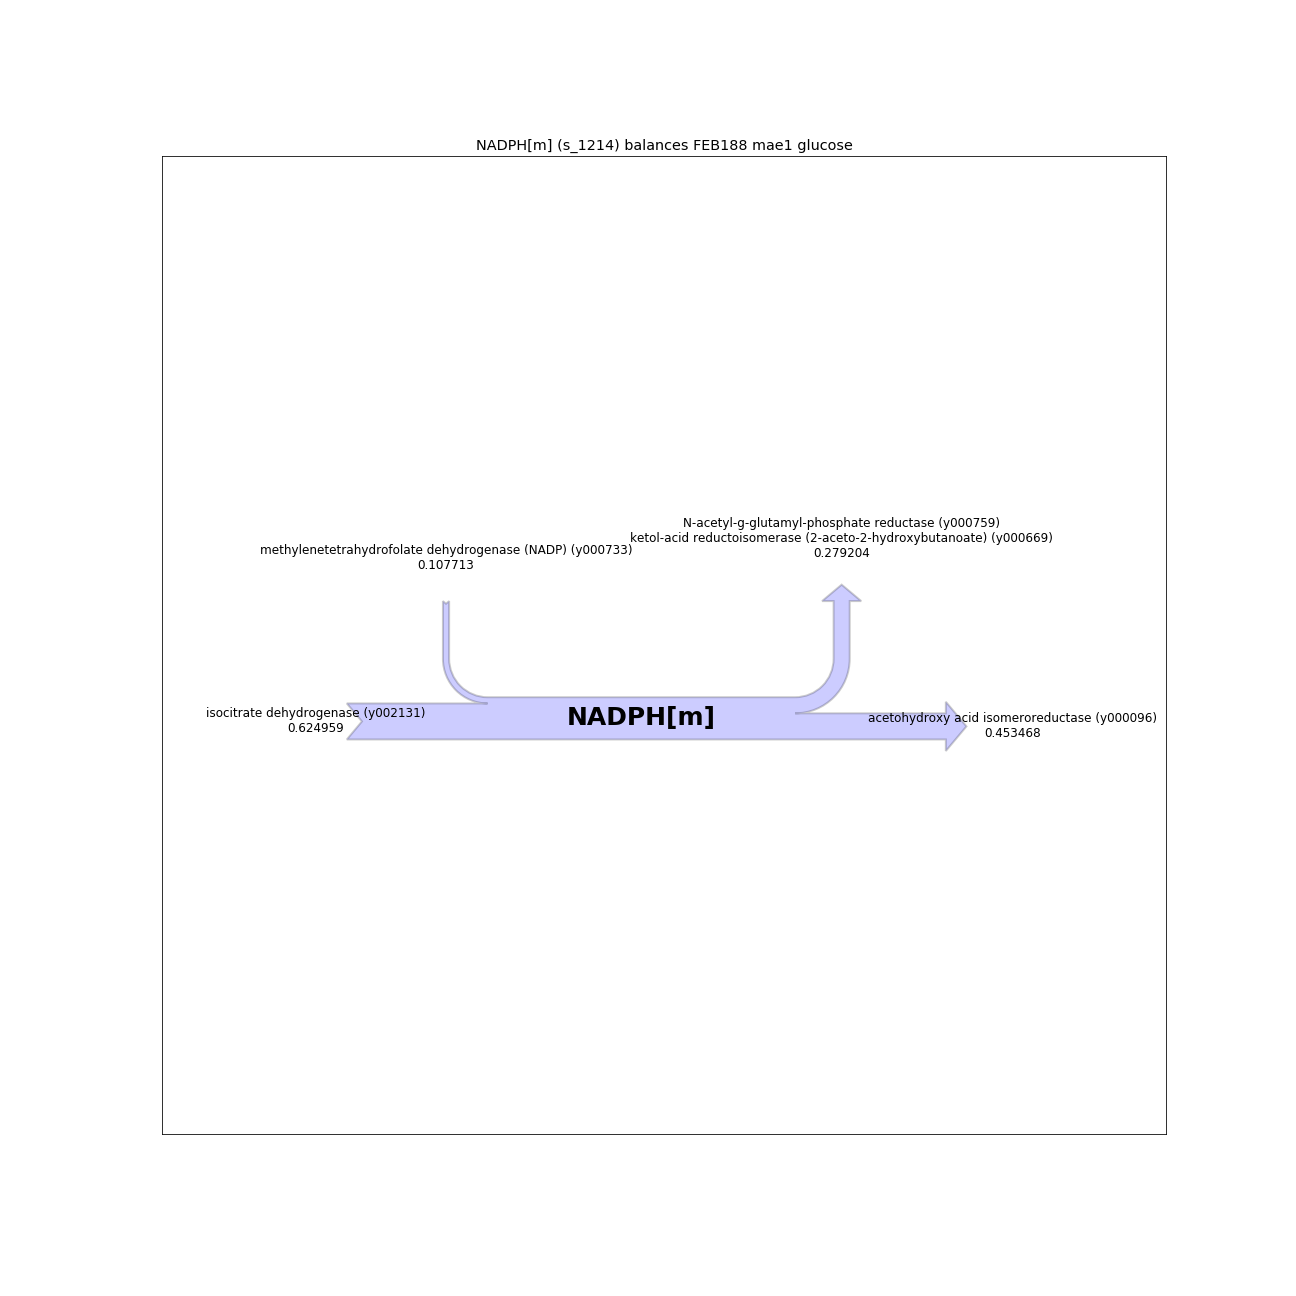 NADPH[m] (s_1214) balances FEB188 mae1 glucose
N-acetyl-g-glutamyl-phosphate reductase (y000759)
ketol-acid reductoisomerase (2-aceto-2-hydroxybutanoate) (y000669)
0.279204
methylenetetrahydrofolate dehydrogenase (NADP) (y000733)
0.107713
isocitrate dehydrogenase (y002131)
0.624959
NADPH[m]
acetohydroxy acid isomeroreductase (y000096)
0.453468